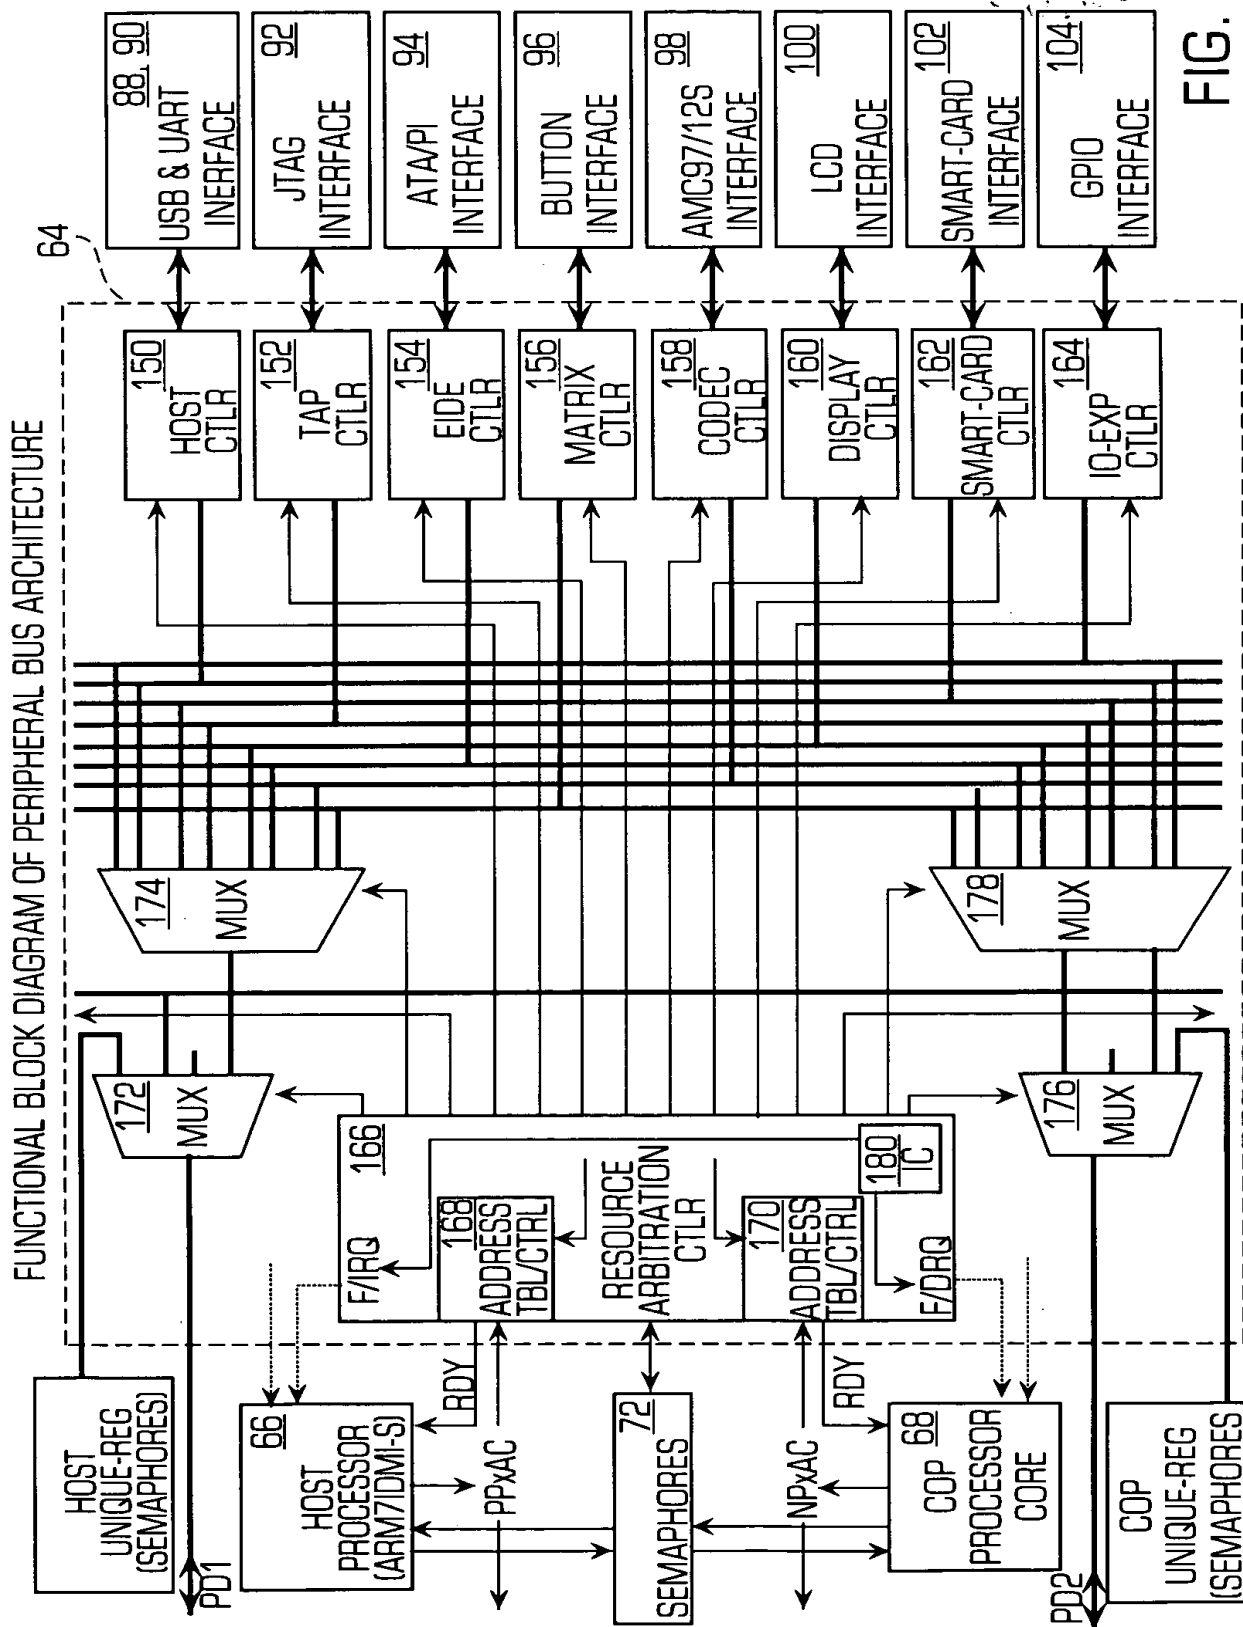 FUNCTIONAL BLOCK DIAGRAM OF PERIPHERAL BUS ARCHITECTURE
64
88, 90
USB & UART
INERFACE
92
JTAG
INTERFACE
94
ATA/PI
INTERFACE
96
BUTTON
INTERFACE
98
AMC97/12S
INTERFACE
100
LCD
INTERFACE
102
SMART-CARD
INTERFACE
104
GPIO
INTERFACE
150
HOST
CTLR
152
TAP
CTLR
154
EIDE
CTLR
156
MATRIX
CTLR
158
CODEC
CTLR
160
DISPLAY
CTLR
162
SMART-CARD
CTLR
164
IO-EXP
CTLR
174
MUX
178
MUX
172
MUX
176
MUX
166
F/IRQ
168
ADDRESS
TBL/CTRL
RESOURCE
ARBITRATION
CTLR
170
ADDRESS
TBL/CTRL
180
IC
F/DRQ
HOST
UNIQUE-REG
(SEMAPHORES)
PD1
66
HOST
PROCESSOR
(ARM7IDMI-S)
RDY
PPxAC
72
SEMAPHORES
NPxAC
RDY
68
COP
PROCESSOR
CORE
PD2
COP
UNIQUE-REG
(SEMAPHORES)
FIG.